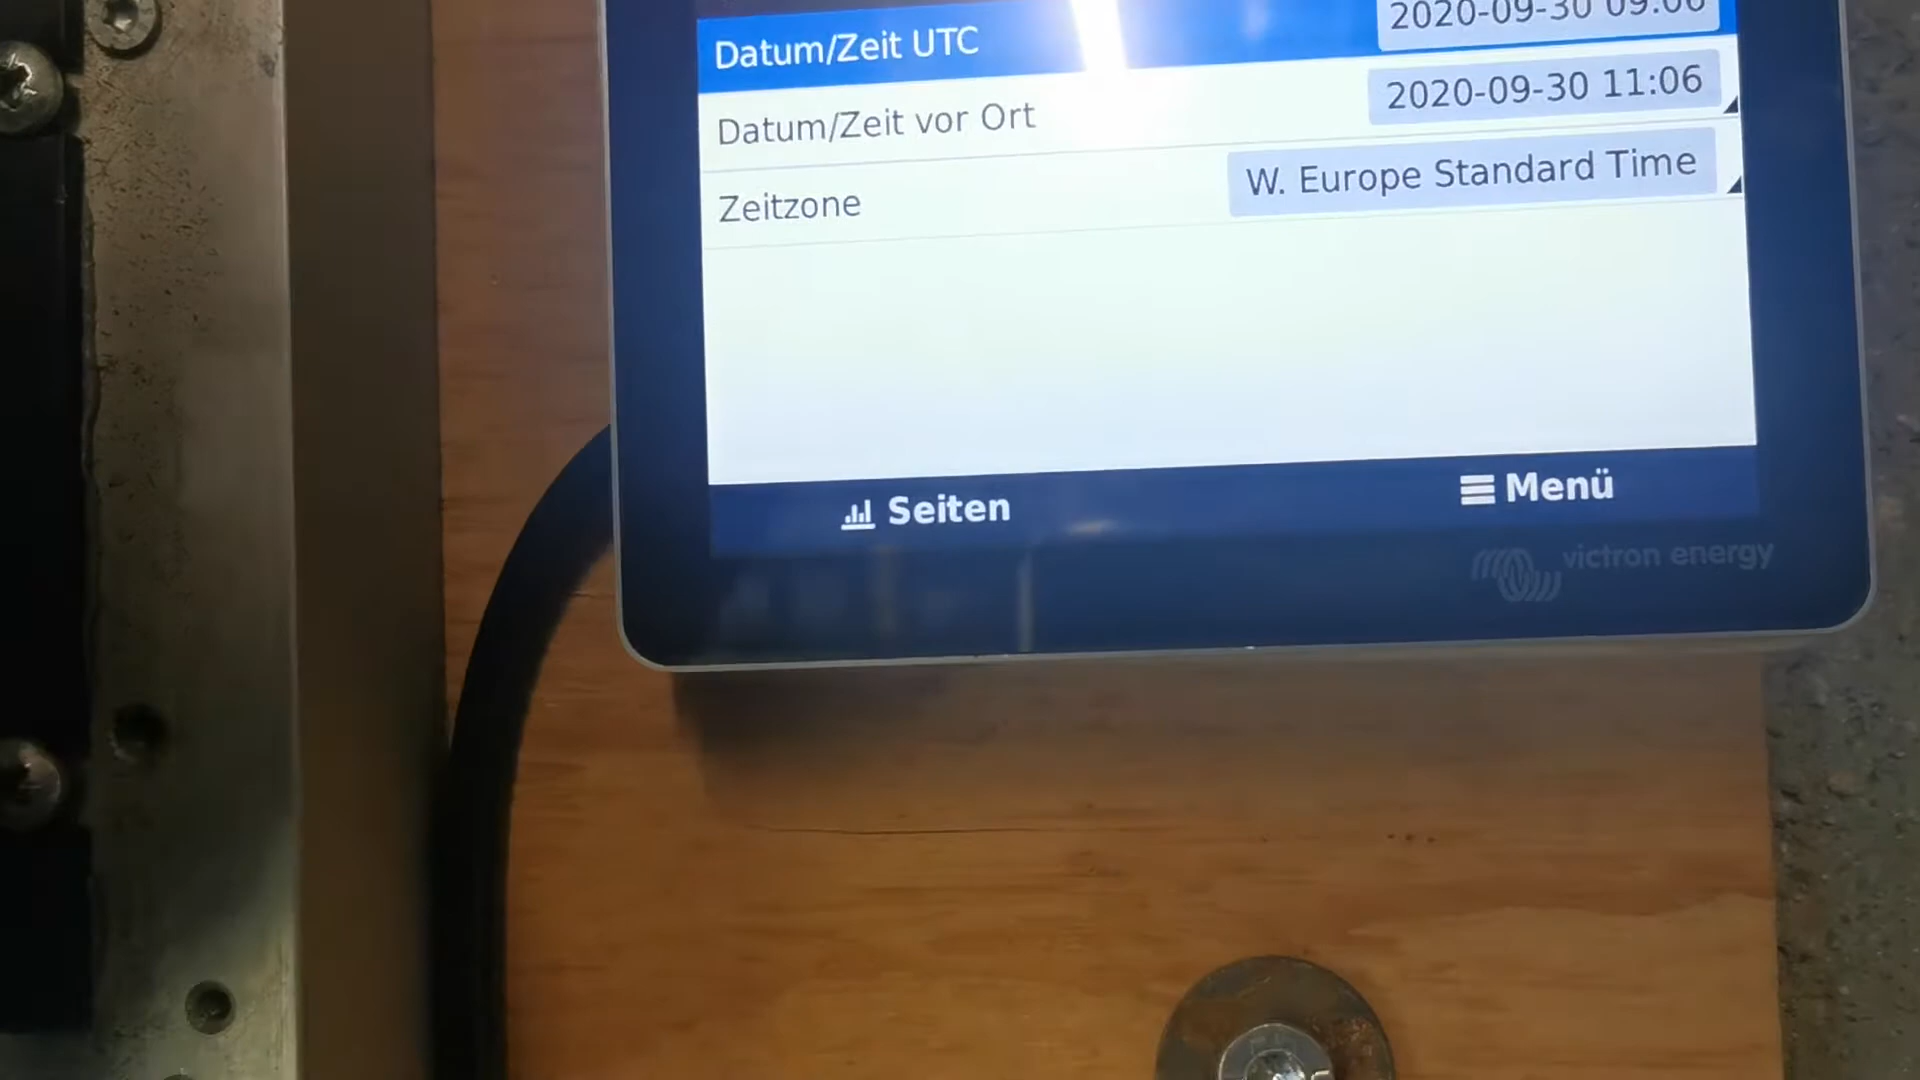 Datum/Zeit UTC 2020-09-30 09:06
Datum/Zeit vor Ort 2020-09-30 11:06
Zeitzone W. Europe Standard Time
Seiten Menü
victron energy